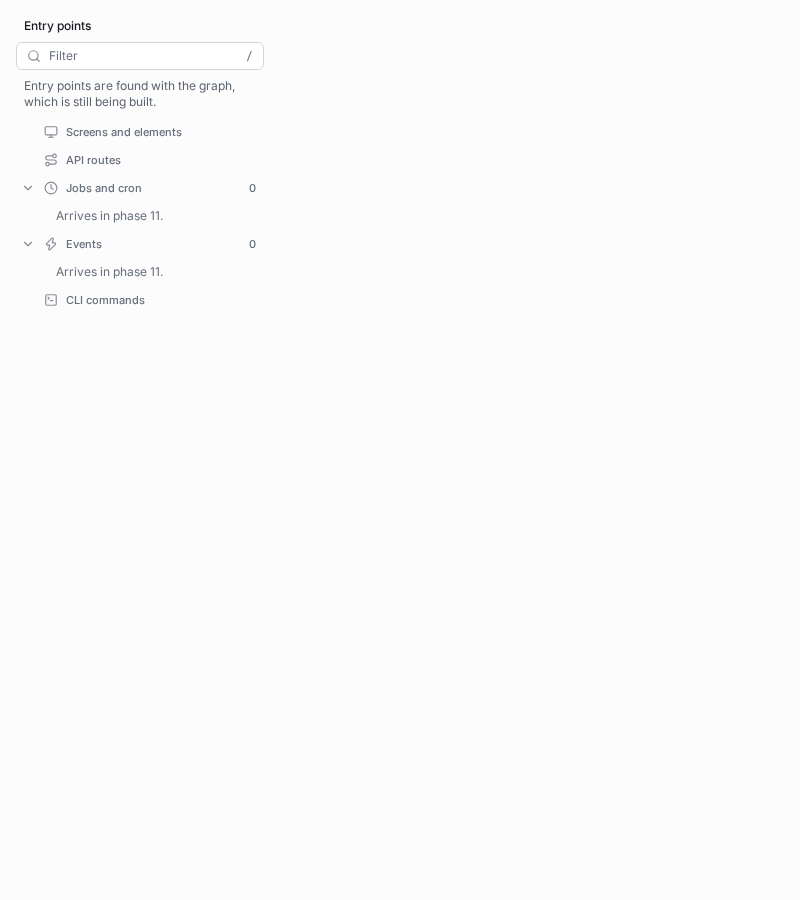 Entry points
Filter /
Entry points are found with the graph,
which is still being built.
Screens and elements
API routes
Jobs and cron 0
Arrives in phase 11.
Events 0
Arrives in phase 11.
CLI commands